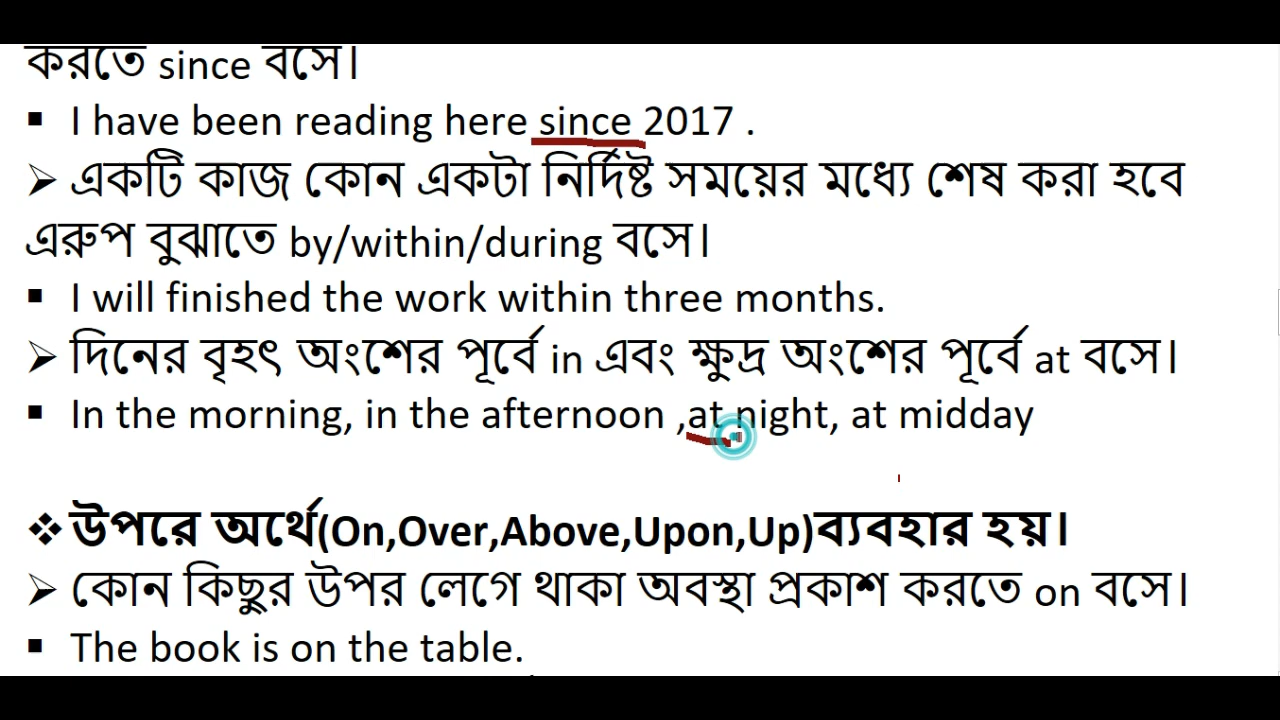 করতে since বসে।
▪ I have been reading here since 2017 .
➢ একটি কাজ কোন একটা নির্দিষ্ট সময়ের মধ্যে শেষ করা হবে
এরুপ বুঝাতে by/within/during বসে।
▪ I will finished the work within three months.
➢ দিনের বৃহৎ অংশের পূর্বে in এবং ক্ষুদ্র অংশের পূর্বে at বসে।
▪ In the morning, in the afternoon ,at night, at midday
❖ উপরে অর্থে(On,Over,Above,Upon,Up)ব্যবহার হয়।
➢ কোন কিছুর উপর লেগে থাকা অবস্থা প্রকাশ করতে on বসে।
▪ The book is on the table.